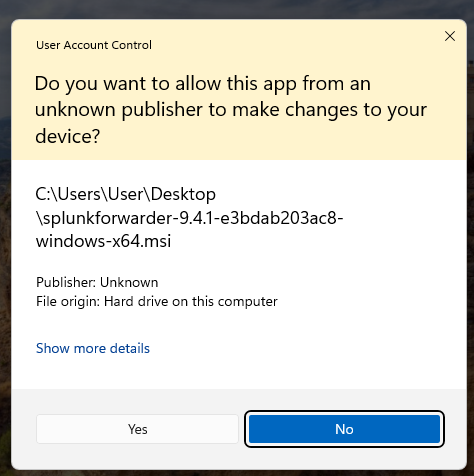 User Account Control
Do you want to allow this app from an
unknown publisher to make changes to your
device?
C:\Users\User\Desktop
\splunkforwarder-9.4.1-e3bdab203ac8-
windows-x64.msi
Publisher: Unknown
File origin: Hard drive on this computer
Show more details
Yes
No